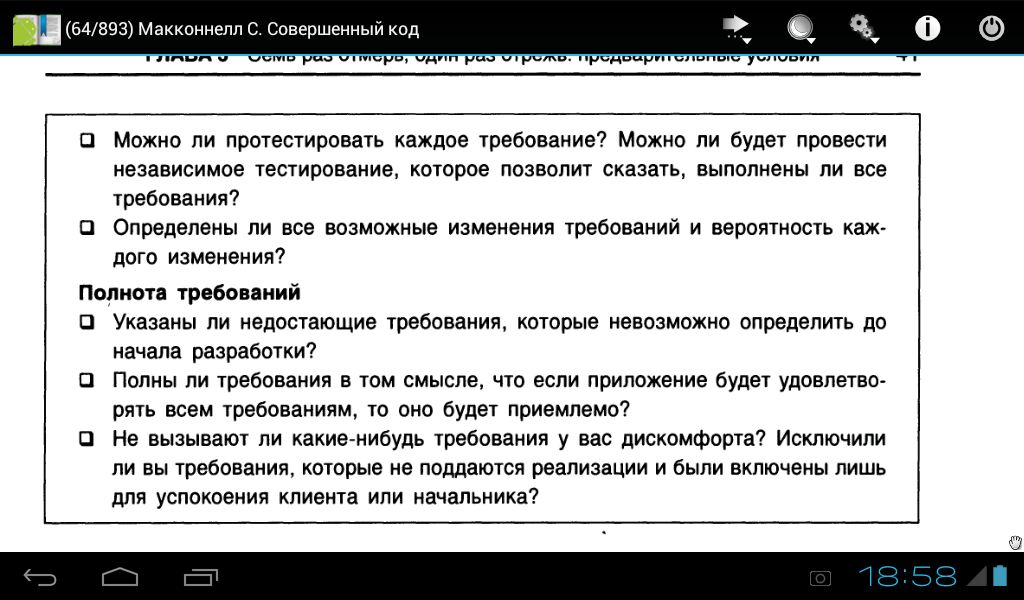 (64/893) Макконнелл С. Совершенный код
ГЛАВА 3 Семь раз отмерь, один раз отрежь: предварительные условия 41
Можно ли протестировать каждое требование? Можно ли будет провести
независимое тестирование, которое позволит сказать, выполнены ли все
требования?
Определены ли все возможные изменения требований и вероятность каж-
дого изменения?
Полнота требований
Указаны ли недостающие требования, которые невозможно определить до
начала разработки?
Полны ли требования в том смысле, что если приложение будет удовлетво-
рять всем требованиям, то оно будет приемлемо?
Не вызывают ли какие-нибудь требования у вас дискомфорта? Исключили
ли вы требования, которые не поддаются реализации и были включены лишь
для успокоения клиента или начальника?
18:58